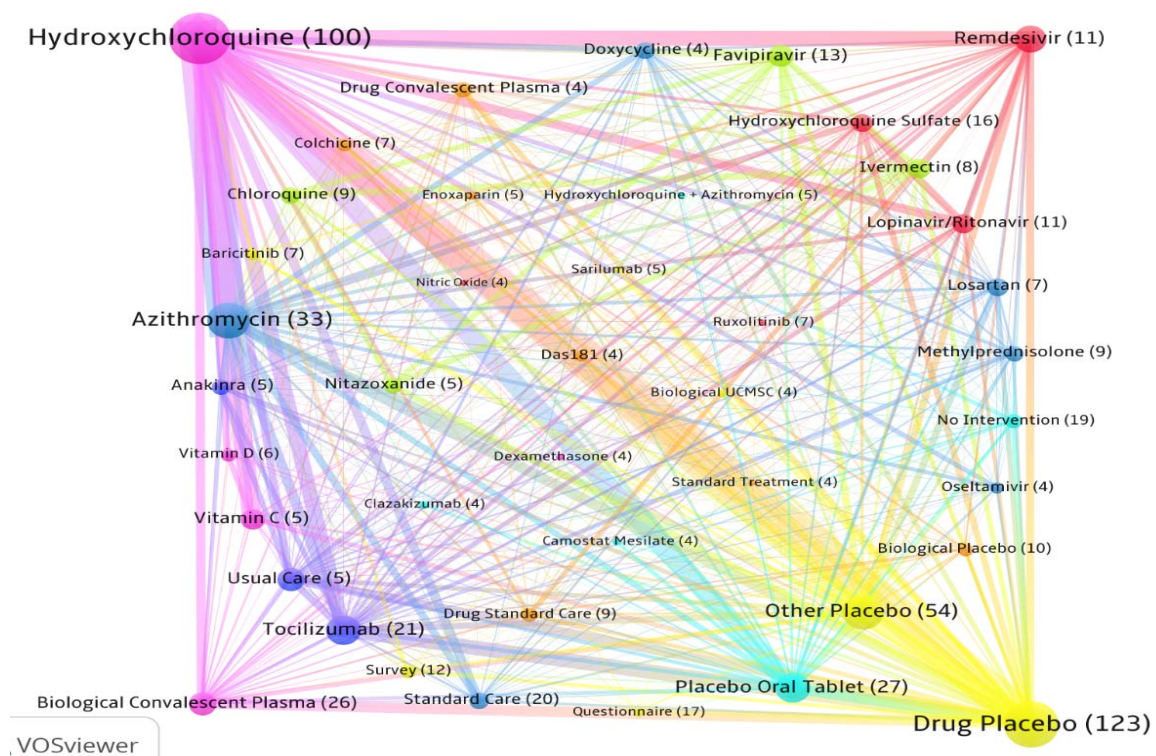 Hydroxychloroquine (100)
Doxycycline (4)
Favipiravir (13)
Remdesivir (11)
Drug Convalescent Plasma (4)
Hydroxychloroquine Sulfate (16)
Colchicine (7)
Ivermectin (8)
Chloroquine (9)
Enoxaparin (5)
Hydroxychloroquine + Azithromycin (5)
Lopinavir/Ritonavir (11)
Baricitinib (7)
Nitric Oxide (4)
Sarilumab (5)
Losartan (7)
Azithromycin (33)
Ruxolitinib (7)
Das181 (4)
Methylprednisolone (9)
Anakinra (5)
Nitazoxanide (5)
Biological UCMSC (4)
No Intervention (19)
Vitamin D (6)
Dexamethasone (4)
Standard Treatment (4)
Oseltamivir (4)
Vitamin C (5)
Clazakizumab (4)
Camostat Mesilate (4)
Biological Placebo (10)
Usual Care (5)
Drug Standard Care (9)
Other Placebo (54)
Tocilizumab (21)
Survey (12)
Placebo Oral Tablet (27)
Biological Convalescent Plasma (26)
Standard Care (20)
Questionnaire (17)
Drug Placebo (123)
VOSviewer